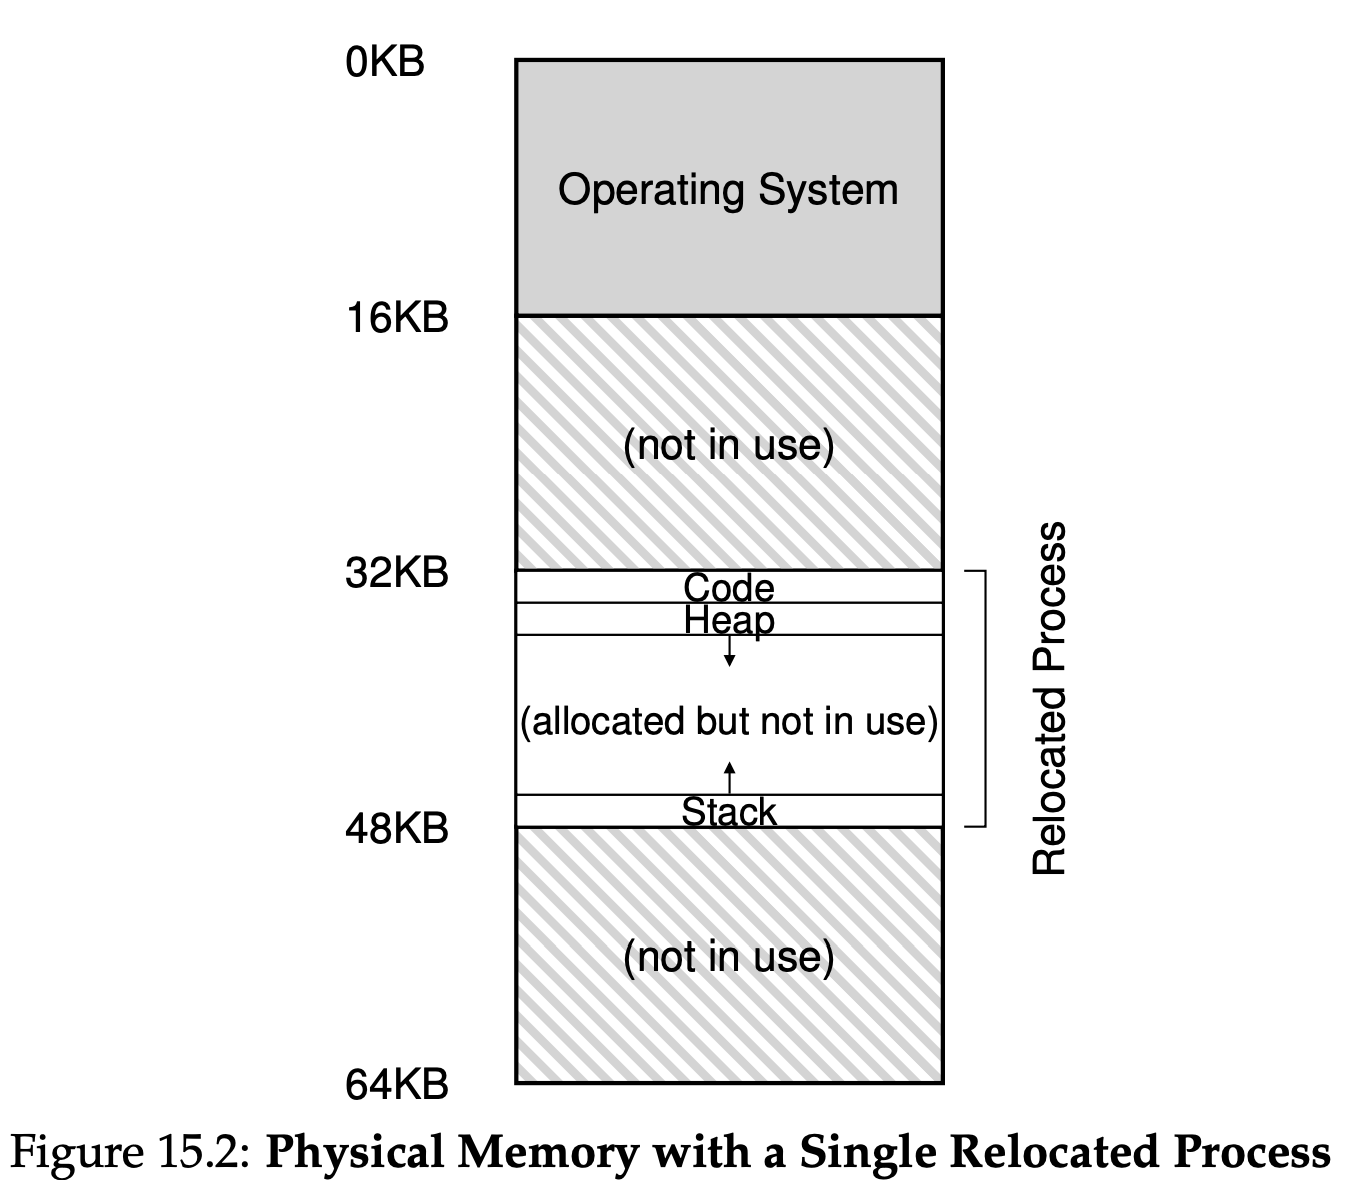 0KB
Operating System
16KB
(not in use)
32KB
Code
Heap
(allocated but not in use)
Stack
48KB
Relocated Process
(not in use)
64KB
Figure 15.2: Physical Memory with a Single Relocated Process